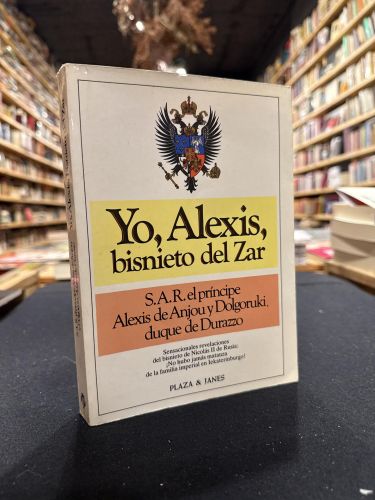 Yo, Alexis,
bisnieto del Zar
S.A.R. el príncipe
Alexis de Anjou y Dolgoruki,
duque de Durazzo
Sensacionales revelaciones
del bisnieto de Nicolás II de Rusia:
¡No hubo jamás matanza
de la familia imperial en Iekaterinburgo!
PLAZA & JANES